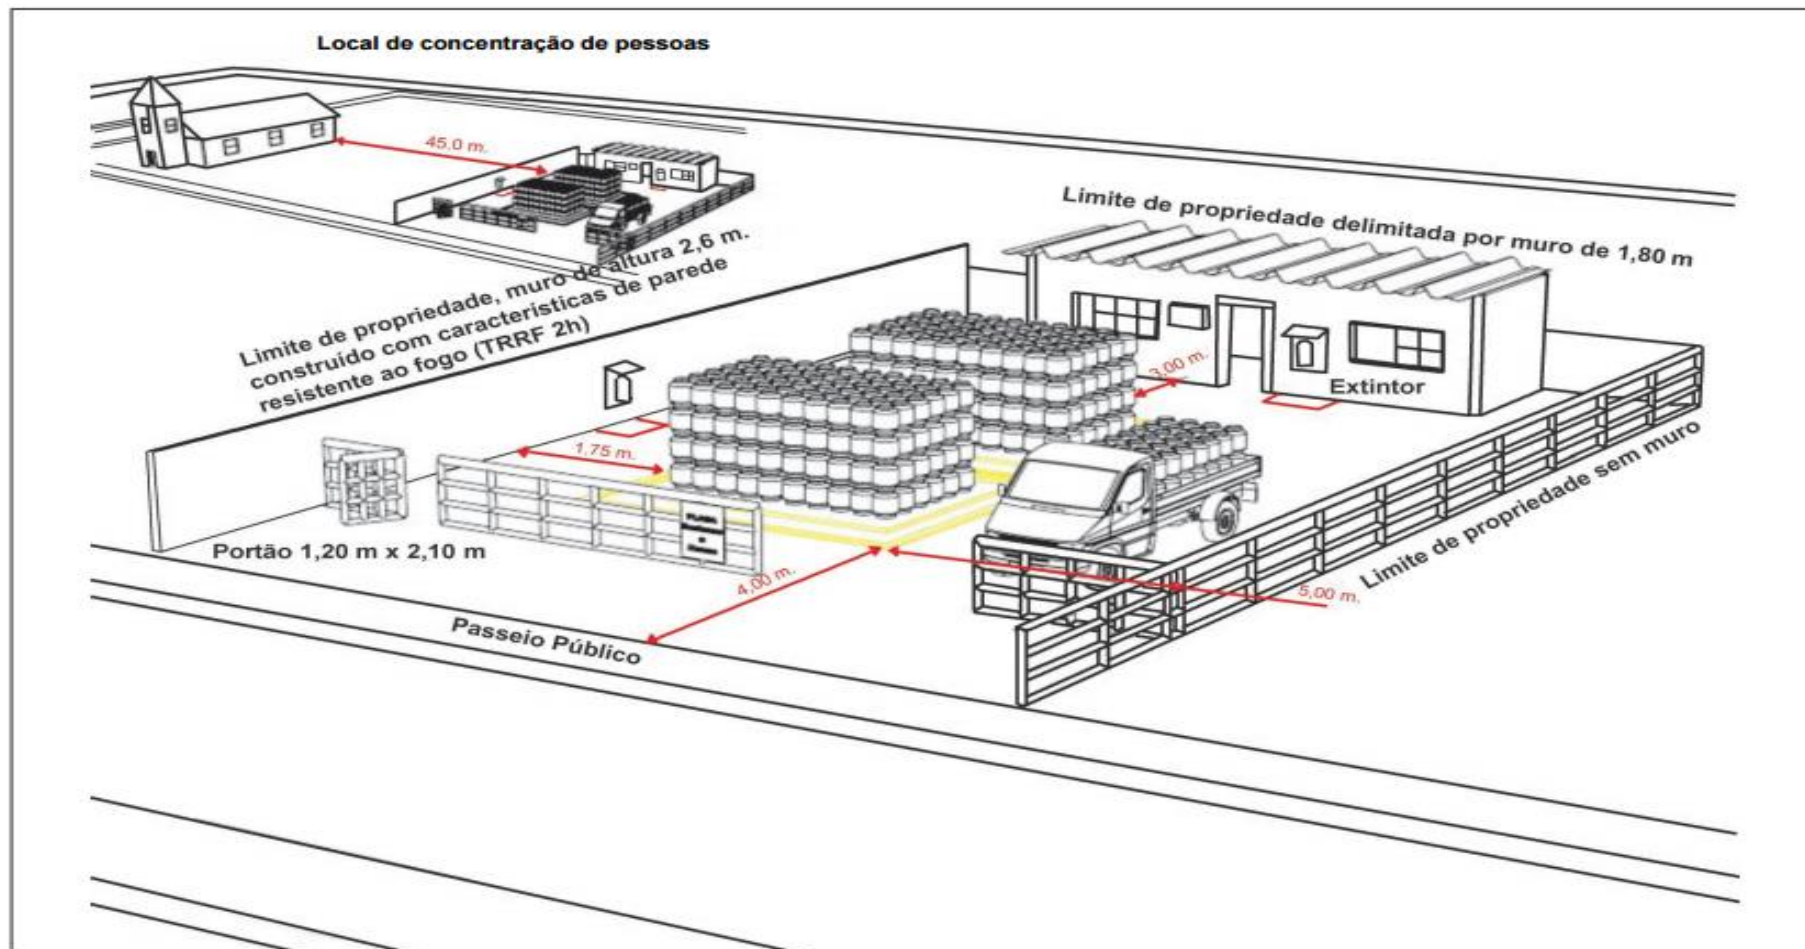 Local de concentração de pessoas
45,0 m.
Limite de propriedade delimitada por muro de 1,80 m
Limite de propriedade, muro de altura 2,6 m.
construído com características de parede
resistente ao fogo (TRRF 2h)
3,00 m.
Extintor
1,75 m.
PLACA
Portão 1,20 m x 2,10 m
4,00 m.
5,00 m.
Limite de propriedade sem muro
Passeio Público